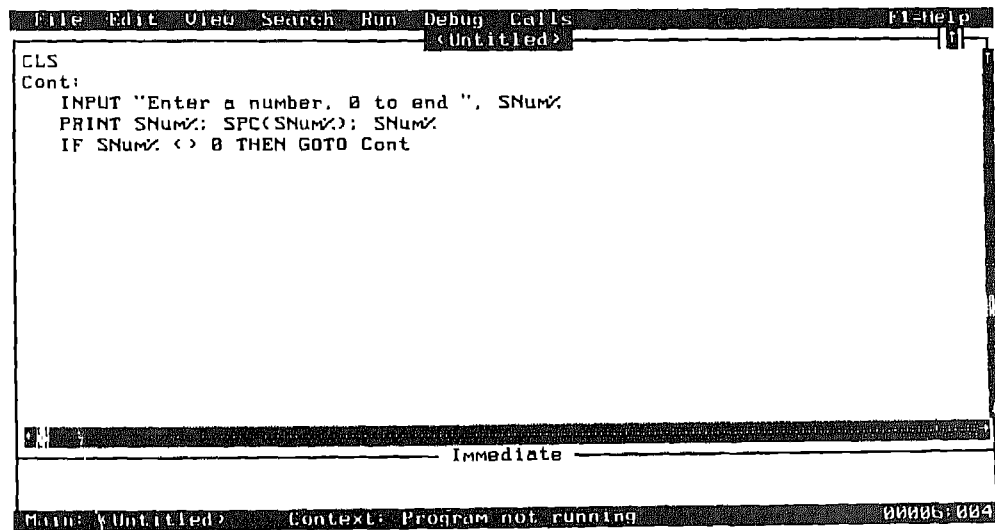 File Edit View Search Run Debug Calls F1=Help
<Untitled>
CLS
Cont:
INPUT "Enter a number, 0 to end ", SNum%
PRINT SNum%; SPC(SNum%); SNum%
IF SNum% <> 0 THEN GOTO Cont
Immediate
Main: <Untitled> Context: Program not running 00006:004